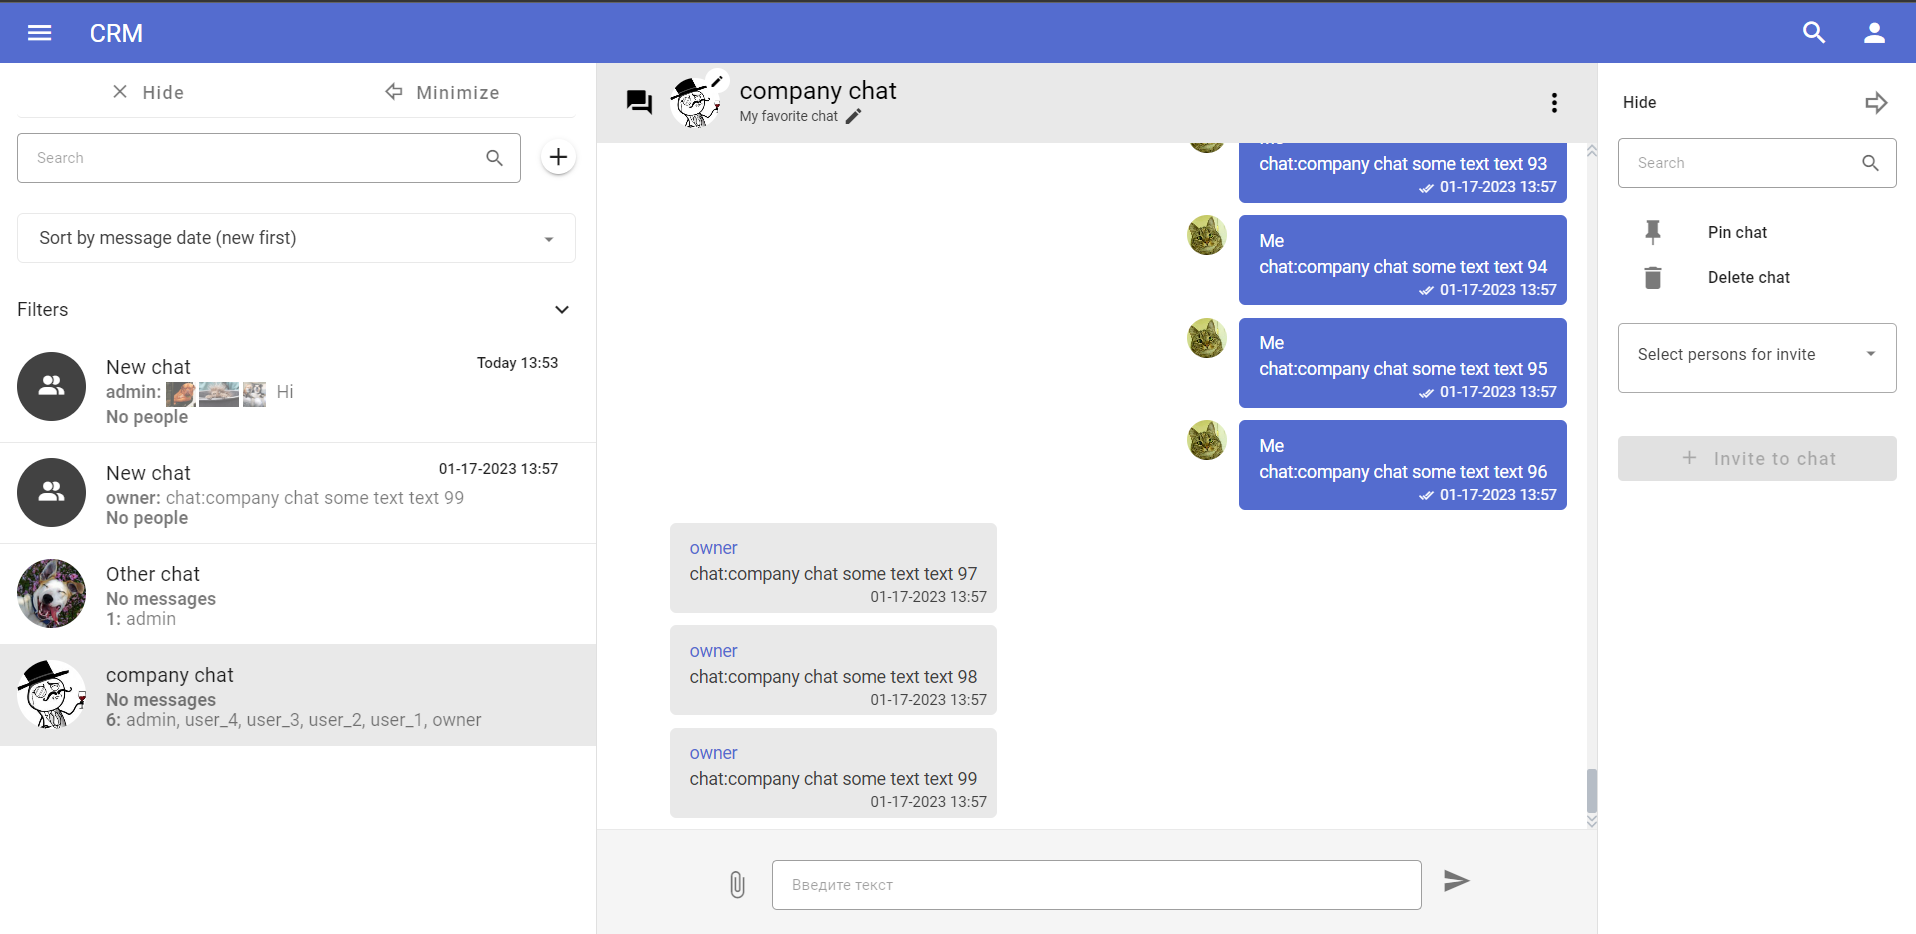 CRM
Hide
Minimize
Search
Sort by message date (new first)
Filters
New chat
Today 13:53
admin: Hi
No people
New chat
01-17-2023 13:57
owner: chat:company chat some text text 99
No people
Other chat
No messages
1: admin
company chat
No messages
6: admin, user_4, user_3, user_2, user_1, owner
company chat
My favorite chat
Me
chat:company chat some text text 93
01-17-2023 13:57
Me
chat:company chat some text text 94
01-17-2023 13:57
Me
chat:company chat some text text 95
01-17-2023 13:57
Me
chat:company chat some text text 96
01-17-2023 13:57
owner
chat:company chat some text text 97
01-17-2023 13:57
owner
chat:company chat some text text 98
01-17-2023 13:57
owner
chat:company chat some text text 99
01-17-2023 13:57
Введите текст
Hide
Search
Pin chat
Delete chat
Select persons for invite
Invite to chat